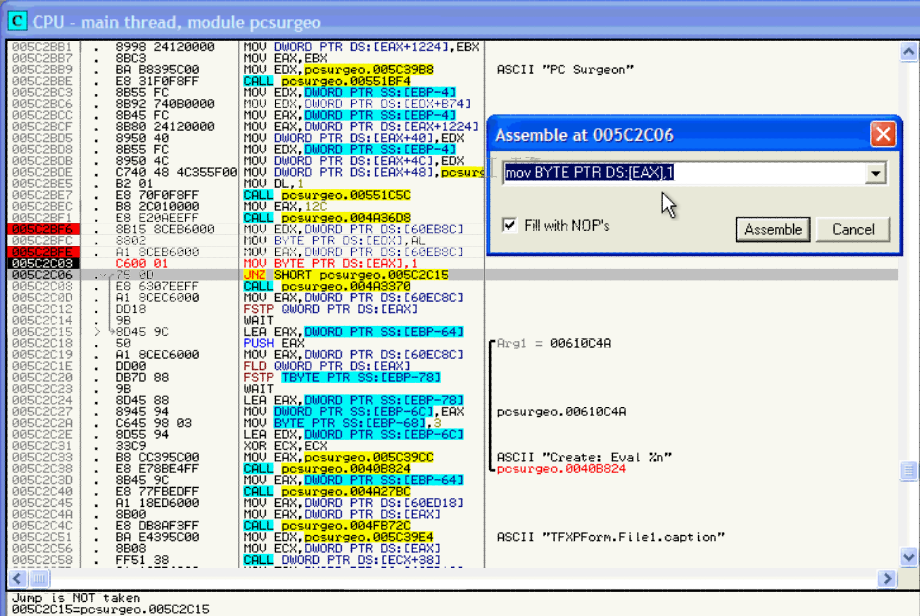 C CPU - main thread, module pcsurgeo
005C2BB1 . 8998 24120000 MOV DWORD PTR DS:[EAX+1224],EBX
005C2BB7 . 8BC3 MOV EAX,EBX
005C2BB9 . BA B8395C00 MOV EDX,pcsurgeo.005C39B8 ASCII "PC Surgeon"
005C2BBE . E8 31F0F8FF CALL pcsurgeo.00551BF4
005C2BC3 . 8B55 FC MOV EDX,DWORD PTR SS:[EBP-4]
005C2BC6 . 8B92 740B0000 MOV EDX,DWORD PTR DS:[EDX+B74]
005C2BCC . 8B45 FC MOV EAX,DWORD PTR SS:[EBP-4]
005C2BCF . 8B80 24120000 MOV EAX,DWORD PTR DS:[EAX+1224]
005C2BD5 . 8950 40 MOV DWORD PTR DS:[EAX+40],EDX
005C2BD8 . 8B55 FC MOV EDX,DWORD PTR SS:[EBP-4]
005C2BDB . 8950 4C MOV DWORD PTR DS:[EAX+4C],EDX
005C2BDE . C740 48 4C355F00 MOV DWORD PTR DS:[EAX+48],pcsurg
005C2BE5 . B2 01 MOV DL,1
005C2BE7 . E8 70F0F8FF CALL pcsurgeo.00551C5C
005C2BEC . B8 2C010000 MOV EAX,12C
005C2BF1 . E8 E20AEEFF CALL pcsurgeo.004A36D8
005C2BF6 . 8B15 8CEB6000 MOV EDX,DWORD PTR DS:[60EB8C]
005C2BFC . 8802 MOV BYTE PTR DS:[EDX],AL
005C2BFE . A1 8CEB6000 MOV EAX,DWORD PTR DS:[60EB8C]
005C2C03 C600 01 MOV BYTE PTR DS:[EAX],1
005C2C06 75 0D JNZ SHORT pcsurgeo.005C2C15
005C2C08 . E8 6307EEFF CALL pcsurgeo.004A3370
005C2C0D . A1 8CEC6000 MOV EAX,DWORD PTR DS:[60EC8C]
005C2C12 . DD18 FSTP QWORD PTR DS:[EAX]
005C2C14 . 9B WAIT
005C2C15 > 8D45 9C LEA EAX,DWORD PTR SS:[EBP-64]
005C2C18 . 50 PUSH EAX Arg1 = 00610C4A
005C2C19 . A1 8CEC6000 MOV EAX,DWORD PTR DS:[60EC8C]
005C2C1E . DD00 FLD QWORD PTR DS:[EAX]
005C2C20 . DB7D 88 FSTP TBYTE PTR SS:[EBP-78]
005C2C23 . 9B WAIT
005C2C24 . 8D45 88 LEA EAX,DWORD PTR SS:[EBP-78]
005C2C27 . 8945 94 MOV DWORD PTR SS:[EBP-6C],EAX pcsurgeo.00610C4A
005C2C2A . C645 98 03 MOV BYTE PTR SS:[EBP-68],3
005C2C2E . 8D55 94 LEA EDX,DWORD PTR SS:[EBP-6C]
005C2C31 . 33C9 XOR ECX,ECX
005C2C33 . B8 CC395C00 MOV EAX,pcsurgeo.005C39CC ASCII "Create: Eval %n"
005C2C38 . E8 E78BE4FF CALL pcsurgeo.0040B824 pcsurgeo.0040B824
005C2C3D . 8B45 9C MOV EAX,DWORD PTR SS:[EBP-64]
005C2C40 . E8 77FBEDFF CALL pcsurgeo.004A27BC
005C2C45 . A1 18ED6000 MOV EAX,DWORD PTR DS:[60ED18]
005C2C4A . 8B00 MOV EAX,DWORD PTR DS:[EAX]
005C2C4C . E8 DB8AF3FF CALL pcsurgeo.004FB72C
005C2C51 . BA E4395C00 MOV EDX,pcsurgeo.005C39E4 ASCII "TFXPForm.File1.caption"
005C2C56 . 8B08 MOV ECX,DWORD PTR DS:[EAX]
005C2C58 . FF51 38 CALL DWORD PTR DS:[ECX+38]
Assemble at 005C2C06
mov BYTE PTR DS:[EAX],1
Fill with NOP's
Assemble
Cancel
Jump is NOT taken
005C2C15=pcsurgeo.005C2C15